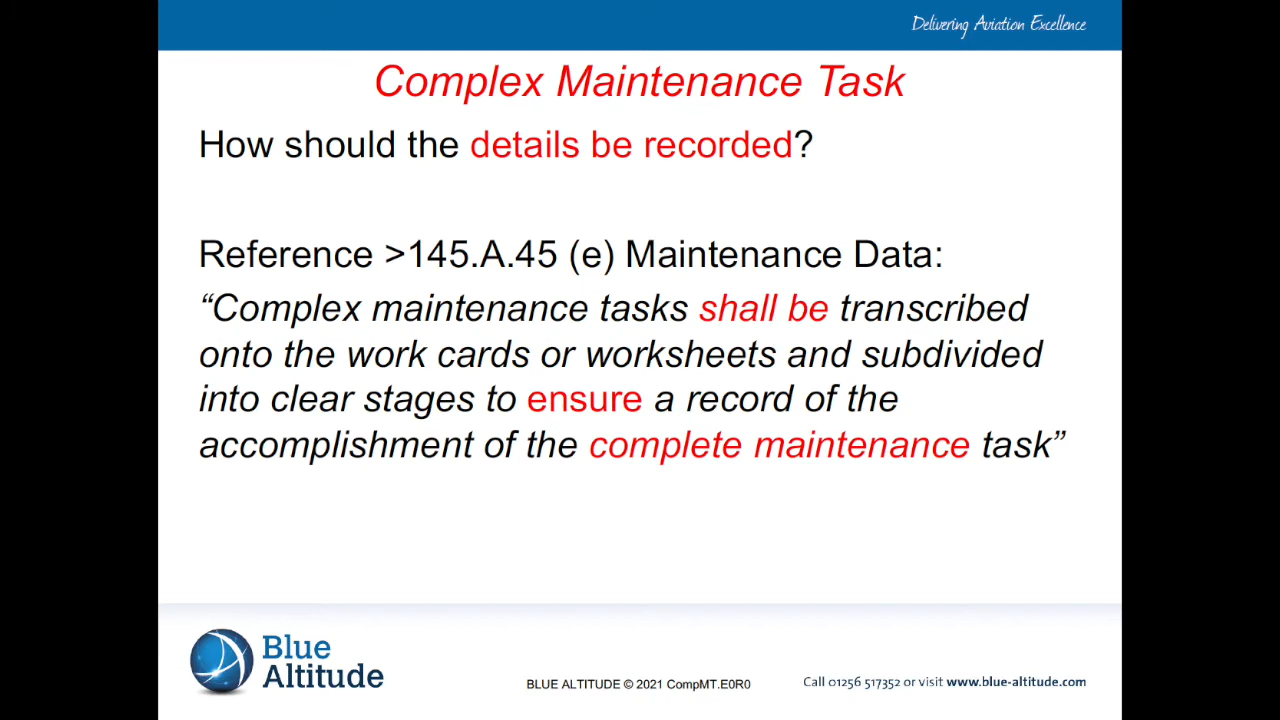 Delivering Aviation Excellence
Complex Maintenance Task
How should the details be recorded?
Reference >145.A.45 (e) Maintenance Data:
“Complex maintenance tasks shall be transcribed
onto the work cards or worksheets and subdivided
into clear stages to ensure a record of the
accomplishment of the complete maintenance task”
Blue
Altitude
BLUE ALTITUDE © 2021 CompMT.E0R0
Call 01256 517352 or visit www.blue-altitude.com